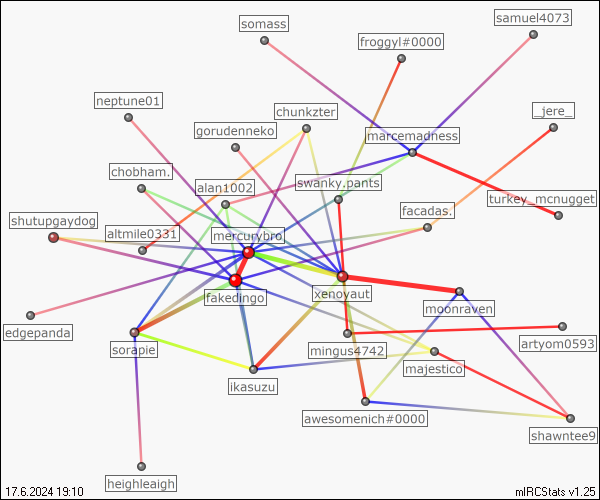 samuel4073
somass
froggyl#0000
neptune01
chunkzter
_jere_
gorudenneko
marcemadness
chobham.
alan1002
swanky.pants
turkey_mcnugget
shutupgaydog
facadas.
altmile0331
mercurybro
fakedingo
xenoyaut
moonraven
edgepanda
sorapie
mingus4742
artyom0593
majestico
ikasuzu
awesomenich#0000
shawntee9
heighleaigh
17.6.2024 19:10
mIRCStats v1.25